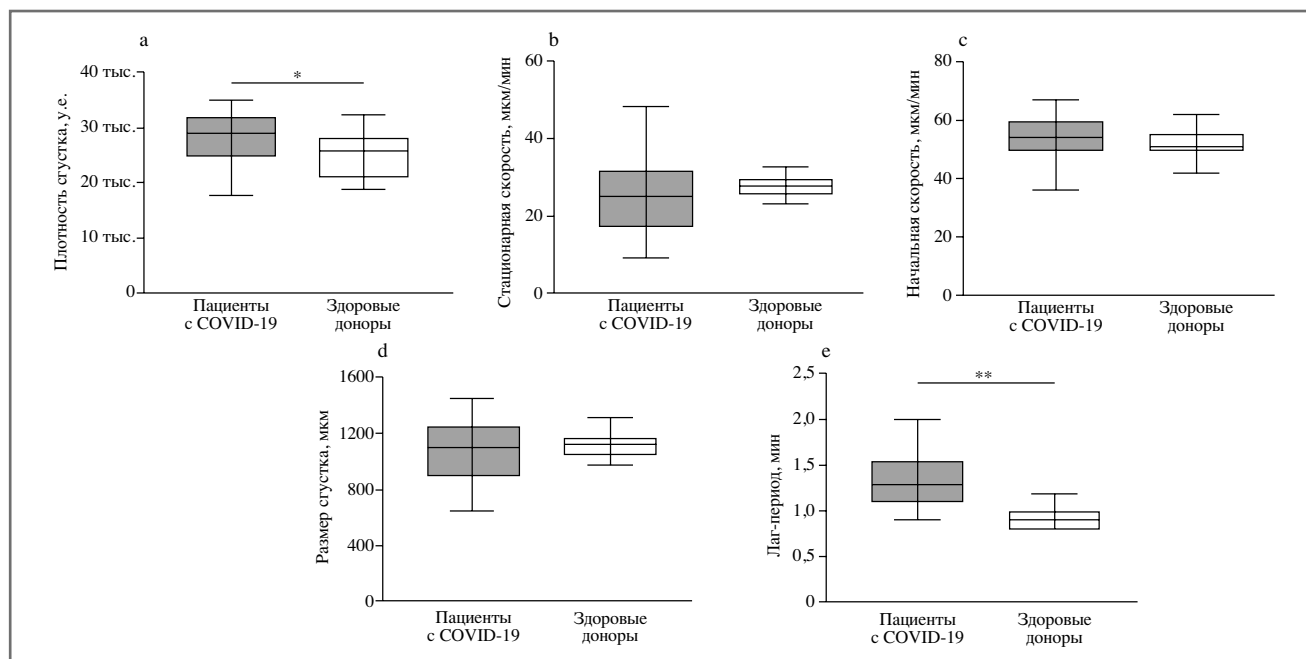 a
Плотность сгустка, у.е.
40 тыс.
30 тыс.
20 тыс.
10 тыс.
0
*
Пациенты
с COVID-19
Здоровые
доноры
b
Стационарная скорость, мкм/мин
60
40
20
0
Пациенты
с COVID-19
Здоровые
доноры
c
Начальная скорость, мкм/мин
80
60
40
20
0
Пациенты
с COVID-19
Здоровые
доноры
d
Размер сгустка, мкм
1600
1200
800
400
0
Пациенты
с COVID-19
Здоровые
доноры
e
Лаг-период, мин
2,5
2,0
1,5
1,0
0,5
0
**
Пациенты
с COVID-19
Здоровые
доноры